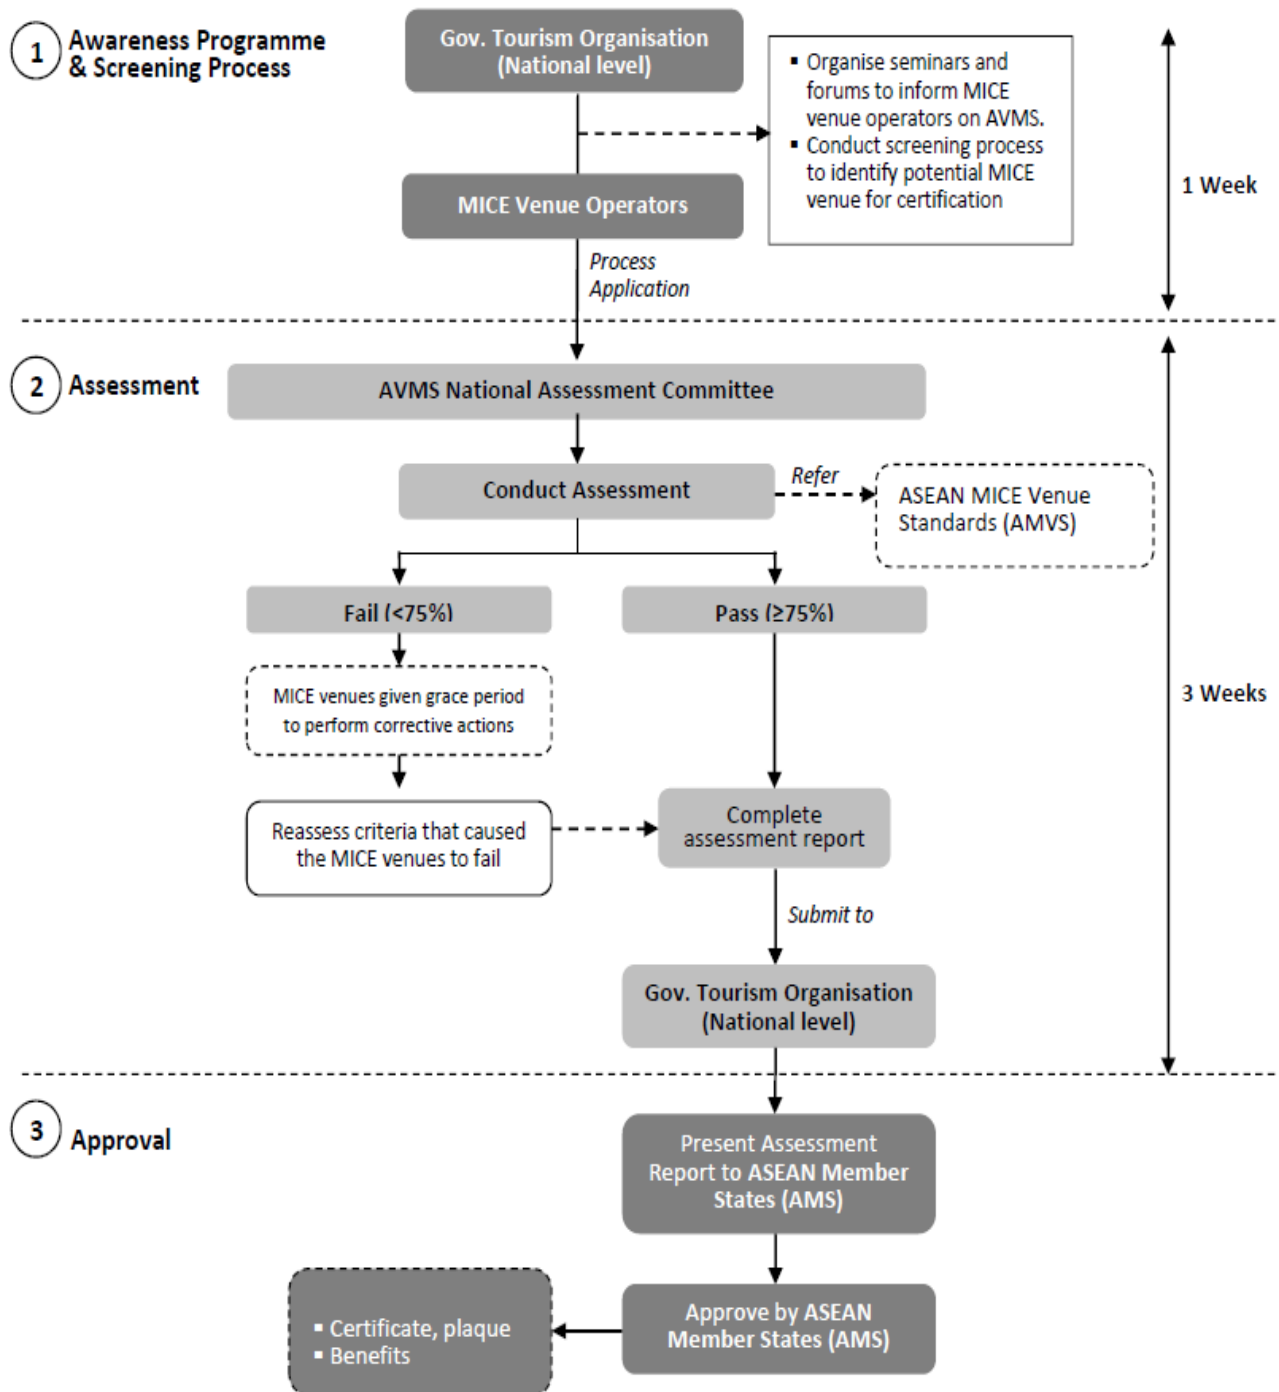 1
Awareness Programme
& Screening Process
Gov. Tourism Organisation
(National level)
▪ Organise seminars and
forums to inform MICE
venue operators on AVMS.
▪ Conduct screening process
to identify potential MICE
venue for certification
1 Week
MICE Venue Operators
Process
Application
2
Assessment
AVMS National Assessment Committee
Conduct Assessment
Refer
ASEAN MICE Venue
Standards (AMVS)
Fail (<75%)
Pass (≥75%)
MICE venues given grace period
to perform corrective actions
3 Weeks
Reassess criteria that caused
the MICE venues to fail
Complete
assessment report
Submit to
Gov. Tourism Organisation
(National level)
3
Approval
Present Assessment
Report to ASEAN Member
States (AMS)
Approve by ASEAN
Member States (AMS)
▪ Certificate, plaque
▪ Benefits